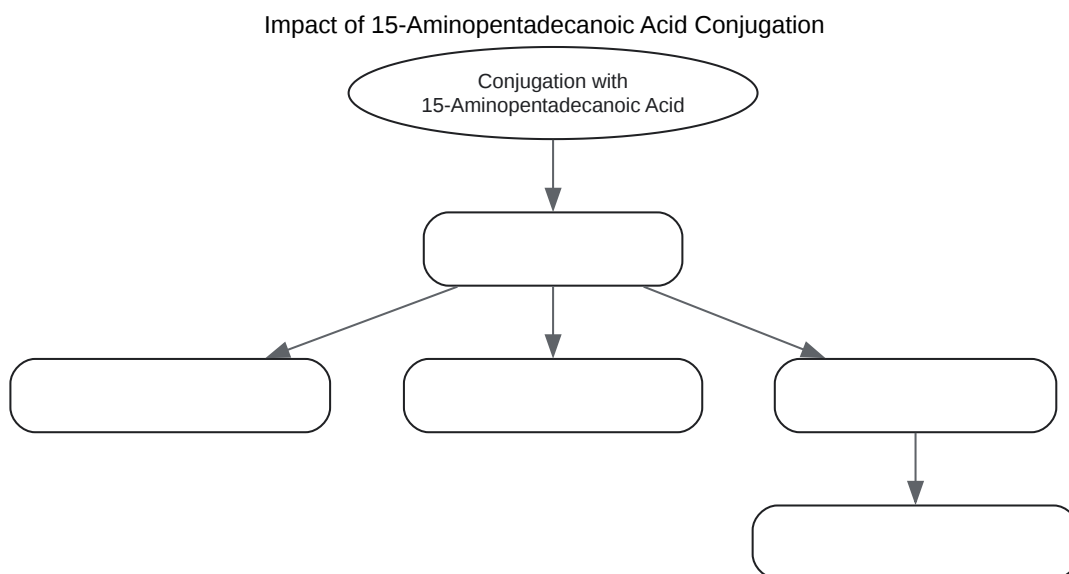 Impact of 15-Aminopentadecanoic Acid Conjugation
Conjugation with
15-Aminopentadecanoic Acid